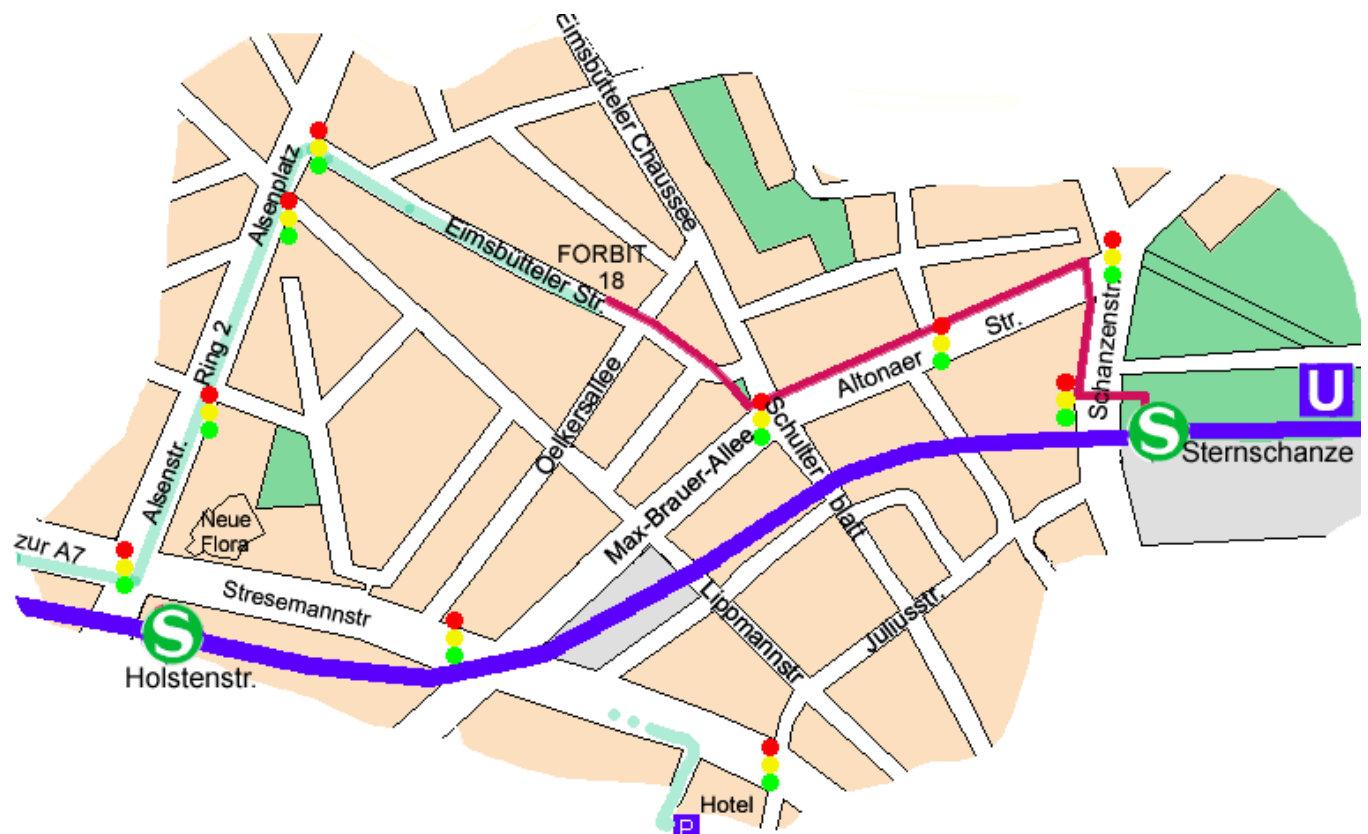 Eimsbütteler Chaussee
Alsenplatz
Eimsbütteler Str.
FORBIT
18
Ring 2
Altonaer Str.
Schanzenstr.
U
S
Sternschanze
Oelkersallee
Schulterblatt
Max-Brauer-Allee
Alsenstr.
Neue
Flora
zur A7
Stresemannstr
Lippmannstr
Juliusstr.
S
Holstenstr.
Hotel
P